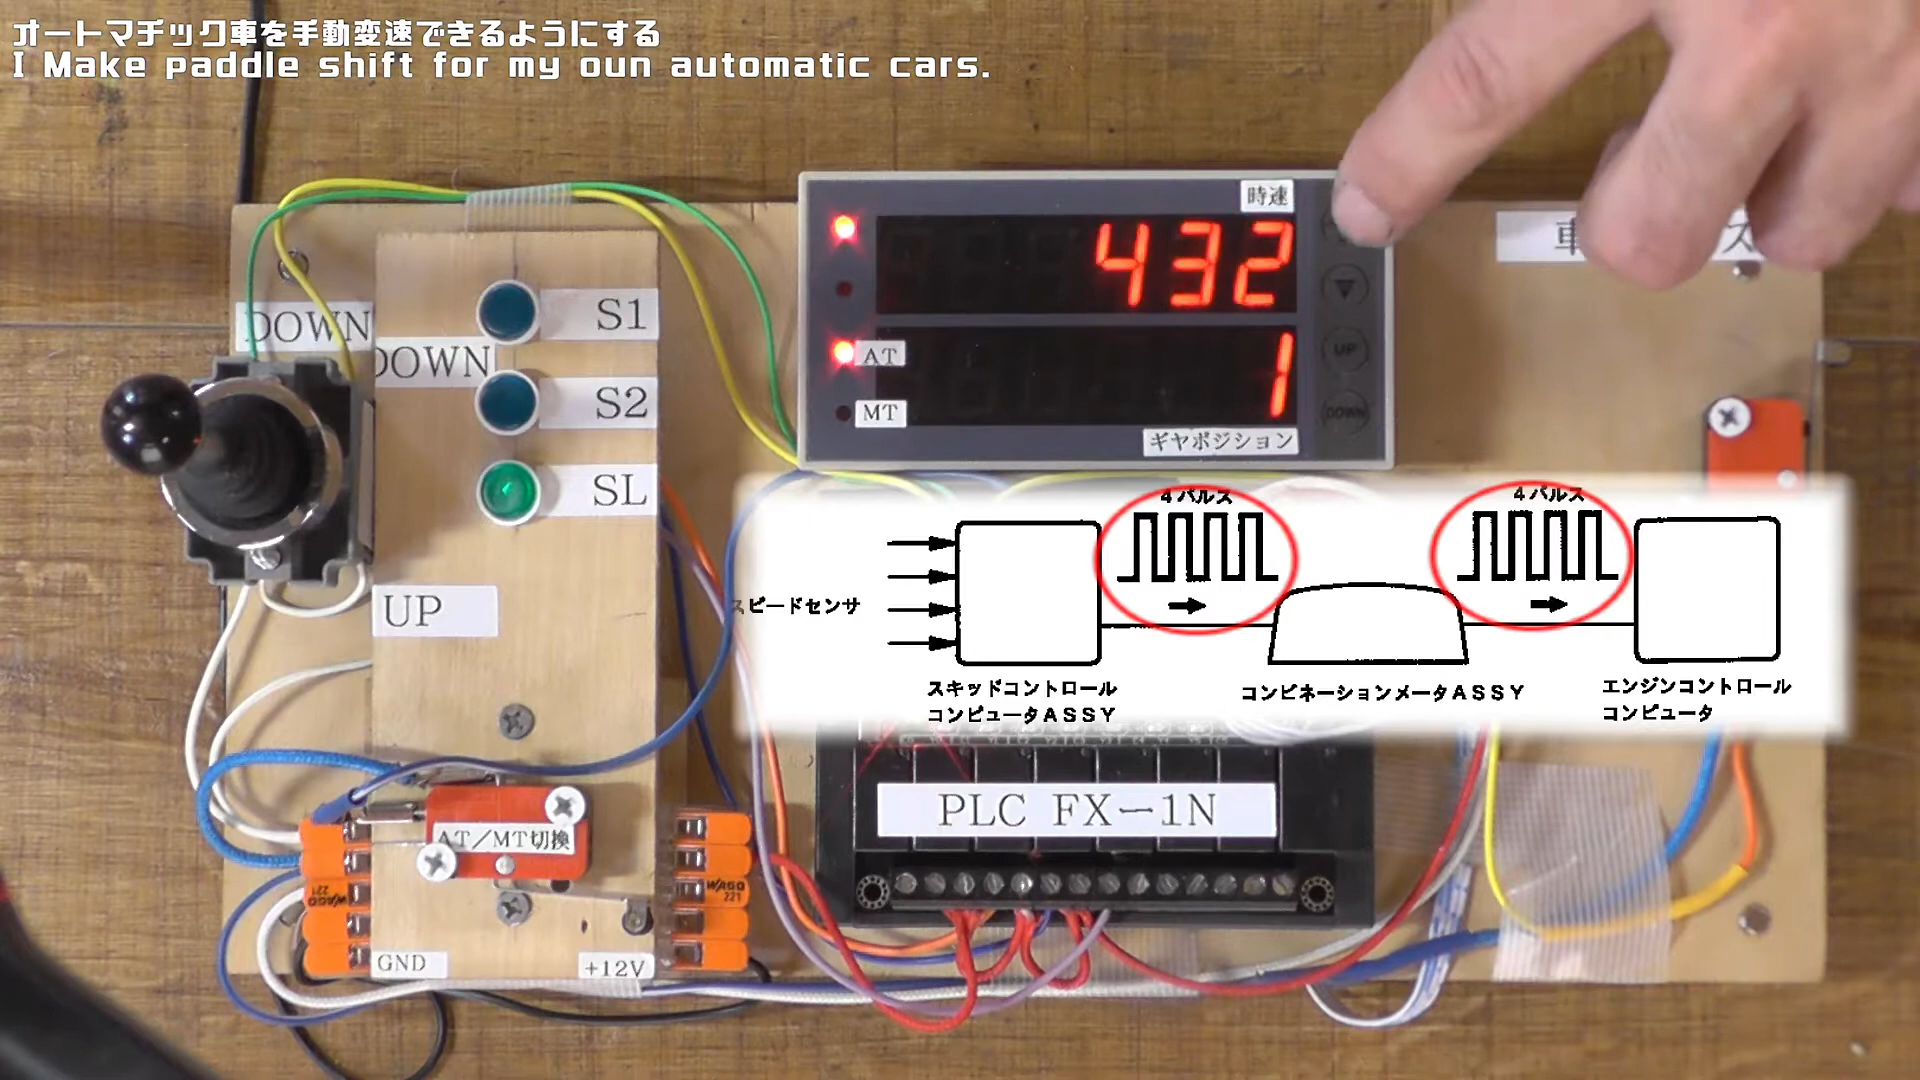 オートマチック車を手動変速できるようにする
I Make paddle shift for my oun automatic cars.
時速
432
AT
1
MT
ギヤポジション
UP
DOWN
車
ス
DOWN
DOWN
S1
S2
SL
UP
4パルス
4パルス
スピードセンサ
スキッドコントロール
コンピュータASSY
コンビネーションメータASSY
エンジンコントロール
コンピュータ
PLC FX－1N
AT／MT切換
WAGO
221
WAGO
221
GND
+12V